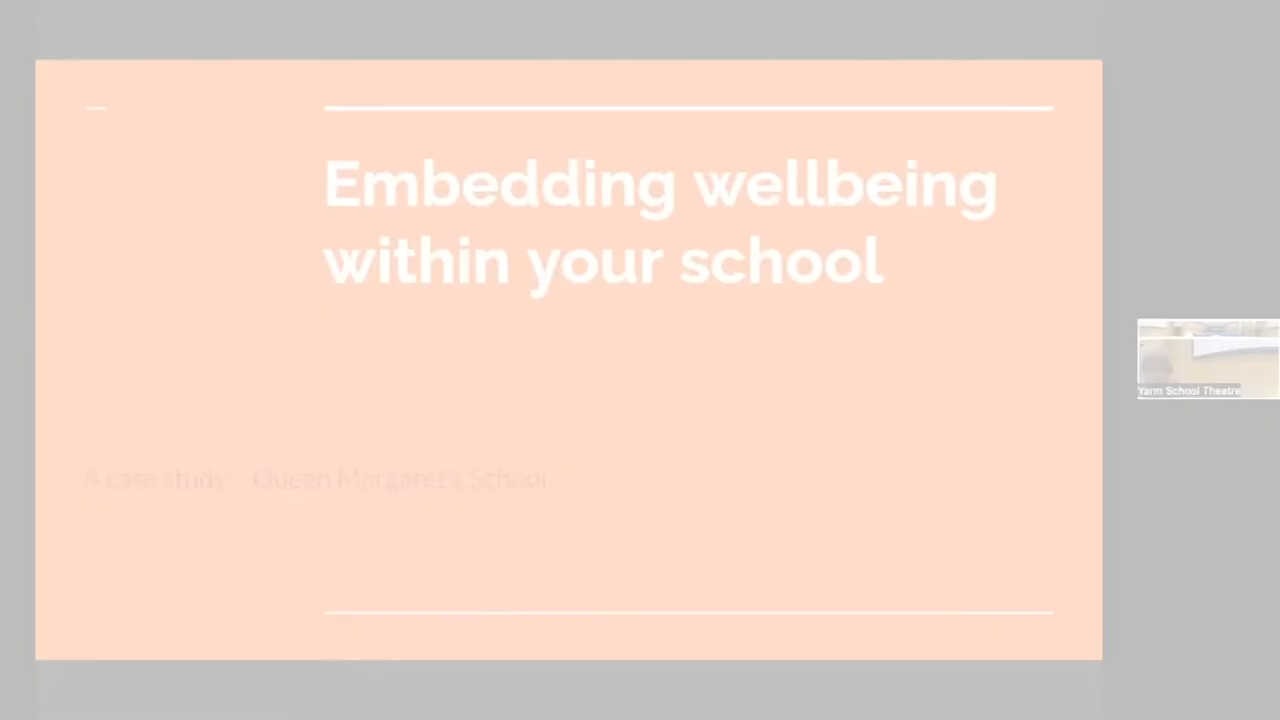 Embedding wellbeing
within your school
A case study - Queen Margaret's School
Yarm School Theatre